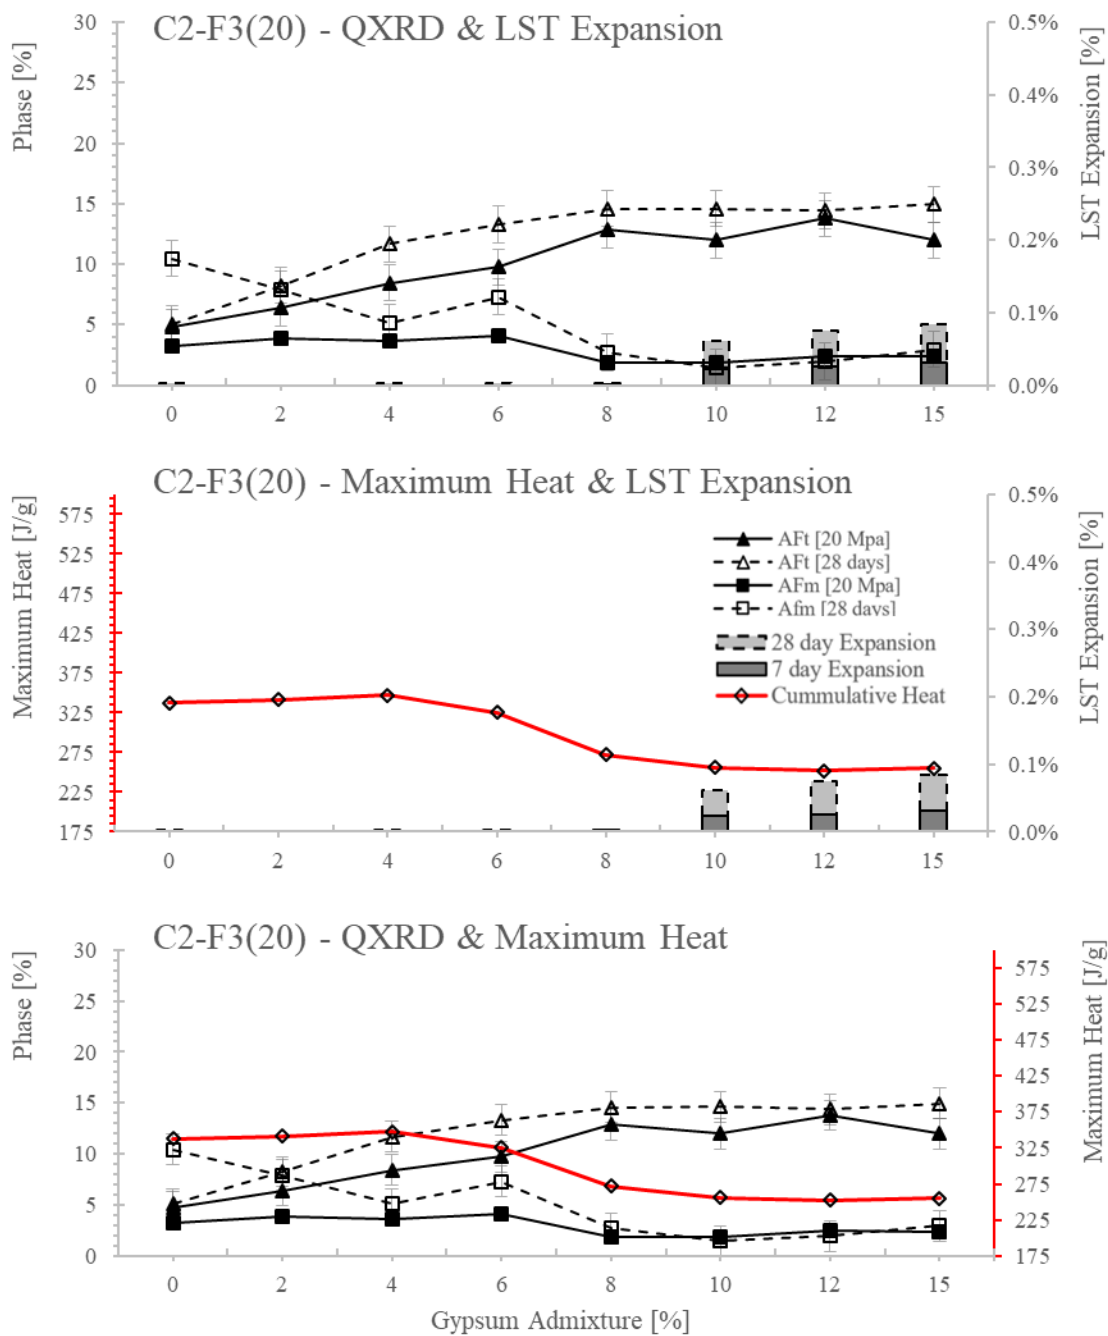 C2-F3(20) - QXRD & LST Expansion
Phase [%]
30
25
20
15
10
5
0
0.5%
0.4%
0.3%
0.2%
0.1%
0.0%
LST Expansion [%]
0 2 4 6 8 10 12 15
C2-F3(20) - Maximum Heat & LST Expansion
Maximum Heat [J/g]
575
525
475
425
375
325
275
225
175
AFt [20 Mpa]
AFt [28 days]
AFm [20 Mpa]
Afm [28 days]
28 day Expansion
7 day Expansion
Cummulative Heat
0.5%
0.4%
0.3%
0.2%
0.1%
0.0%
LST Expansion [%]
0 2 4 6 8 10 12 15
C2-F3(20) - QXRD & Maximum Heat
Phase [%]
30
25
20
15
10
5
0
575
525
475
425
375
325
275
225
175
Maximum Heat [J/g]
0 2 4 6 8 10 12 15
Gypsum Admixture [%]